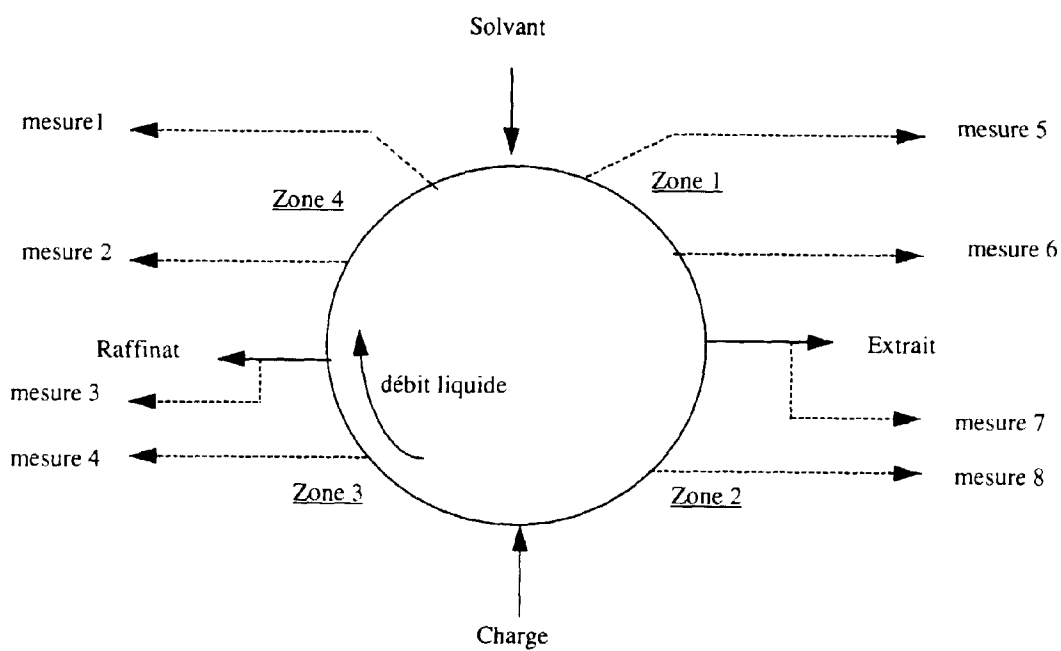 Solvant
mesure1
mesure 5
Zone 4
Zone 1
mesure 2
mesure 6
Raffinat
Extrait
débit liquide
mesure 3
mesure 7
mesure 4
mesure 8
Zone 3
Zone 2
Charge